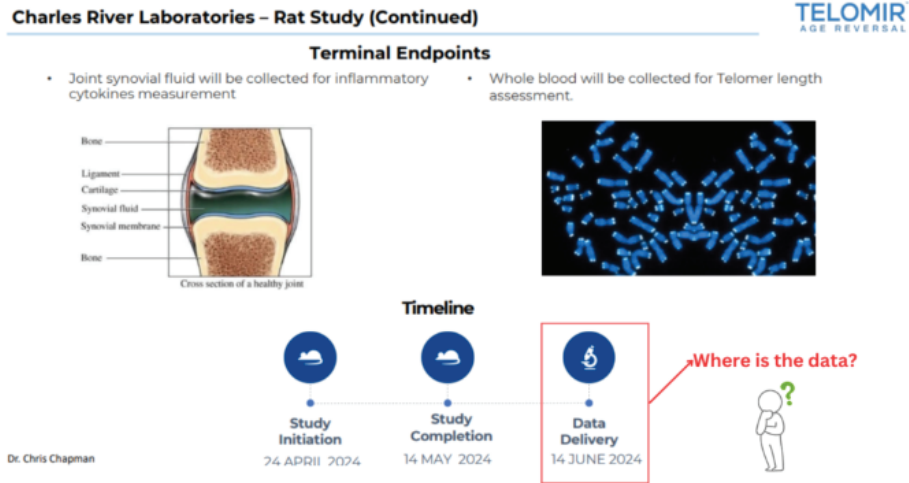 Charles River Laboratories – Rat Study (Continued)
TELOMIR
AGE REVERSAL
Terminal Endpoints
• Joint synovial fluid will be collected for inflammatory
cytokines measurement
• Whole blood will be collected for Telomer length
assessment.
Bone
Ligament
Cartilage
Synovial fluid
Synovial membrane
Bone
Cross section of a healthy joint
Timeline
Where is the data?
?
Study
Initiation
24 APRIL 2024
Study
Completion
14 MAY 2024
Data
Delivery
14 JUNE 2024
Dr. Chris Chapman